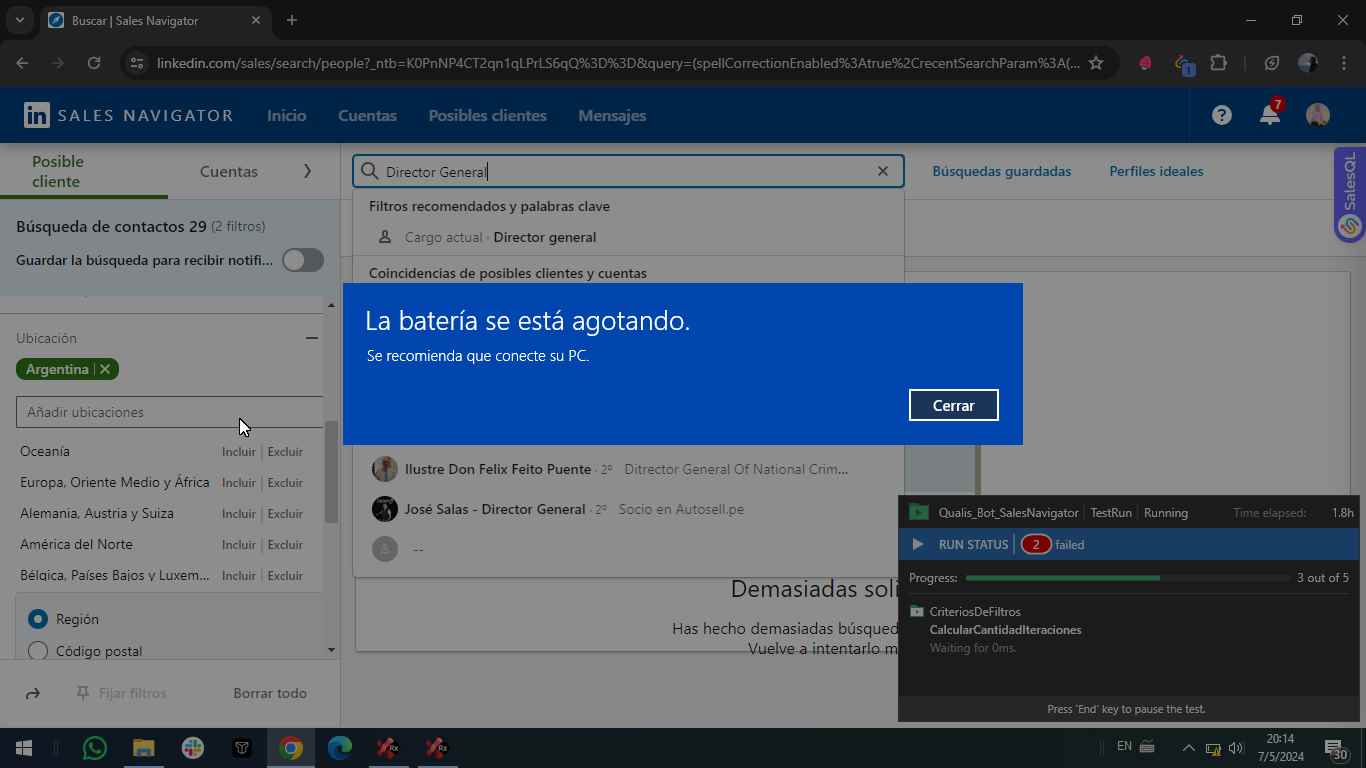 Buscar | Sales Navigator
linkedin.com/sales/search/people?_ntb=K0PnNP4CT2qn1qLPrLS6qQ%3D%3D&query=(spellCorrectionEnabled%3Atrue%2CrecentSearchParam%3A(...
1
in SALES NAVIGATOR
Inicio
Cuentas
Posibles clientes
Mensajes
7
Posible cliente
Cuentas
Director General
Búsquedas guardadas
Perfiles ideales
SalesQL
Búsqueda de contactos 29 (2 filtros)
Guardar la búsqueda para recibir notifi...
Filtros recomendados y palabras clave
Cargo actual · Director general
Coincidencias de posibles clientes y cuentas
La batería se está agotando.
Se recomienda que conecte su PC.
Cerrar
Ubicación
Argentina
Añadir ubicaciones
Oceanía Incluir Excluir
Europa, Oriente Medio y África Incluir Excluir
Alemania, Austria y Suiza Incluir Excluir
América del Norte Incluir Excluir
Bélgica, Países Bajos y Luxem... Incluir Excluir
Región
Código postal
Fijar filtros
Borrar todo
Ilustre Don Felix Feito Puente · 2º Ditrector General Of National Crim...
José Salas - Director General · 2º Socio en Autosell.pe
--
Demasiadas soli
Has hecho demasiadas búsqued
Vuelve a intentarlo m
Qualis_Bot_SalesNavigator TestRun Running Time elapsed: 1.8h
RUN STATUS 2 failed
Progress: 3 out of 5
CriteriosDeFiltros
CalcularCantidadIteraciones
Waiting for 0ms.
Press 'End' key to pause the test.
Rx
Rx
EN
20:14
7/5/2024
30